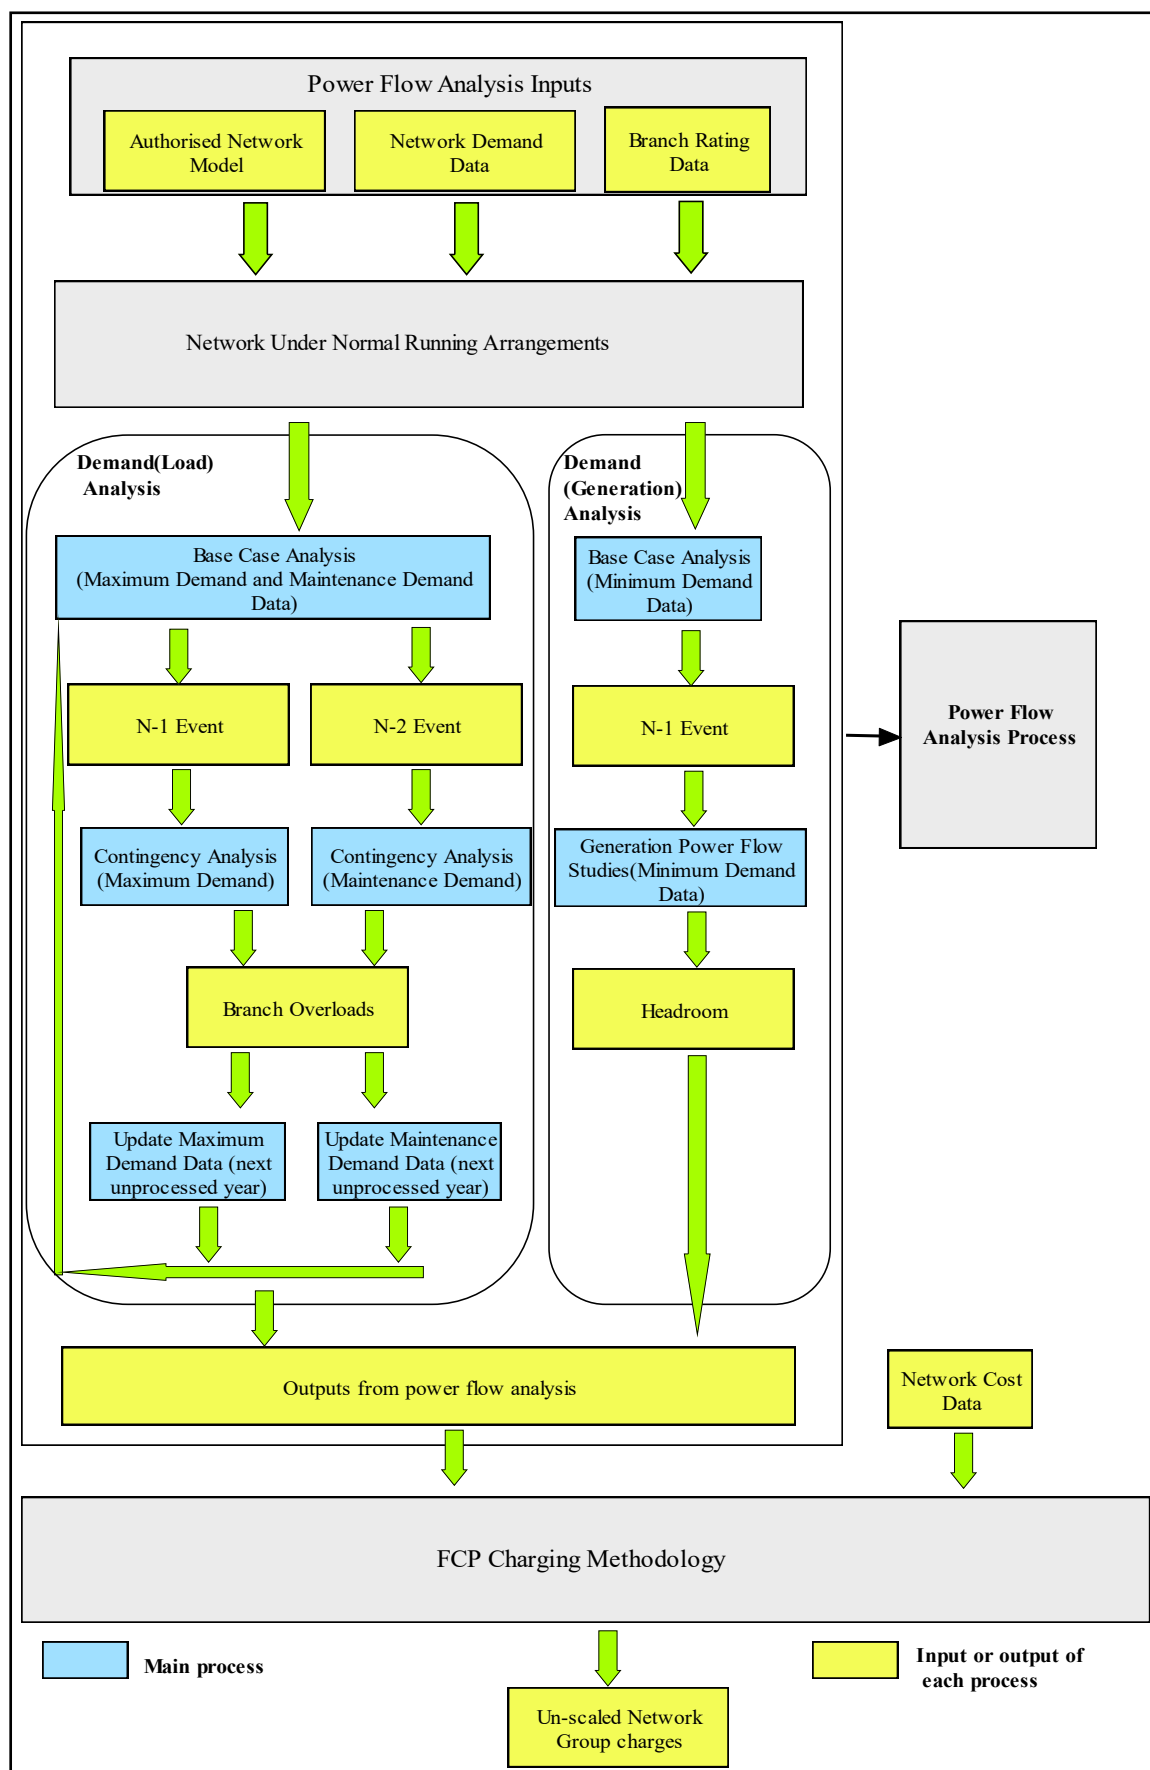 Power Flow Analysis Inputs
Authorised Network
Model
Network Demand
Data
Branch Rating
Data
Network Under Normal Running Arrangements
Demand(Load)
Analysis
Demand
(Generation)
Analysis
Base Case Analysis
(Maximum Demand and Maintenance Demand
Data)
Base Case Analysis
(Minimum Demand
Data)
N-1 Event
N-2 Event
N-1 Event
Power Flow
Analysis Process
Contingency Analysis
(Maximum Demand)
Contingency Analysis
(Maintenance Demand)
Generation Power Flow
Studies(Minimum Demand
Data)
Branch Overloads
Headroom
Update Maximum
Demand Data (next
unprocessed year)
Update Maintenance
Demand Data (next
unprocessed year)
Outputs from power flow analysis
Network Cost
Data
FCP Charging Methodology
Main process
Input or output of
each process
Un-scaled Network
Group charges